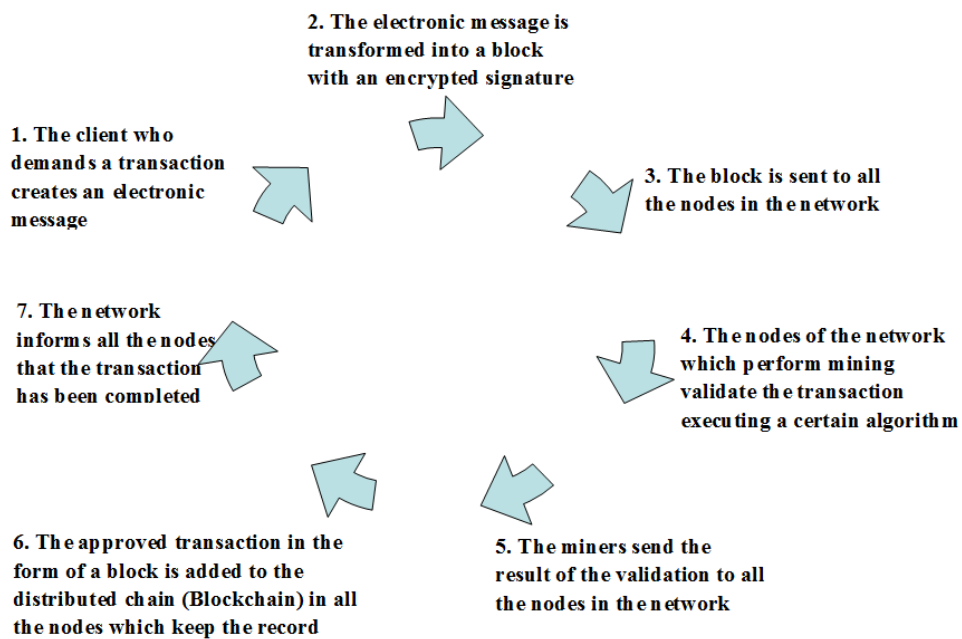 2. The electronic message is
transformed into a block
with an encrypted signature
1. The client who
demands a transaction
creates an electronic
message
3. The block is sent to all
the nodes in the network
7. The network
informs all the nodes
that the transaction
has been completed
4. The nodes of the network
which perform mining
validate the transaction
executing a certain algorithm
6. The approved transaction in the
form of a block is added to the
distributed chain (Blockchain) in all
the nodes which keep the record
5. The miners send the
result of the validation to all
the nodes in the network